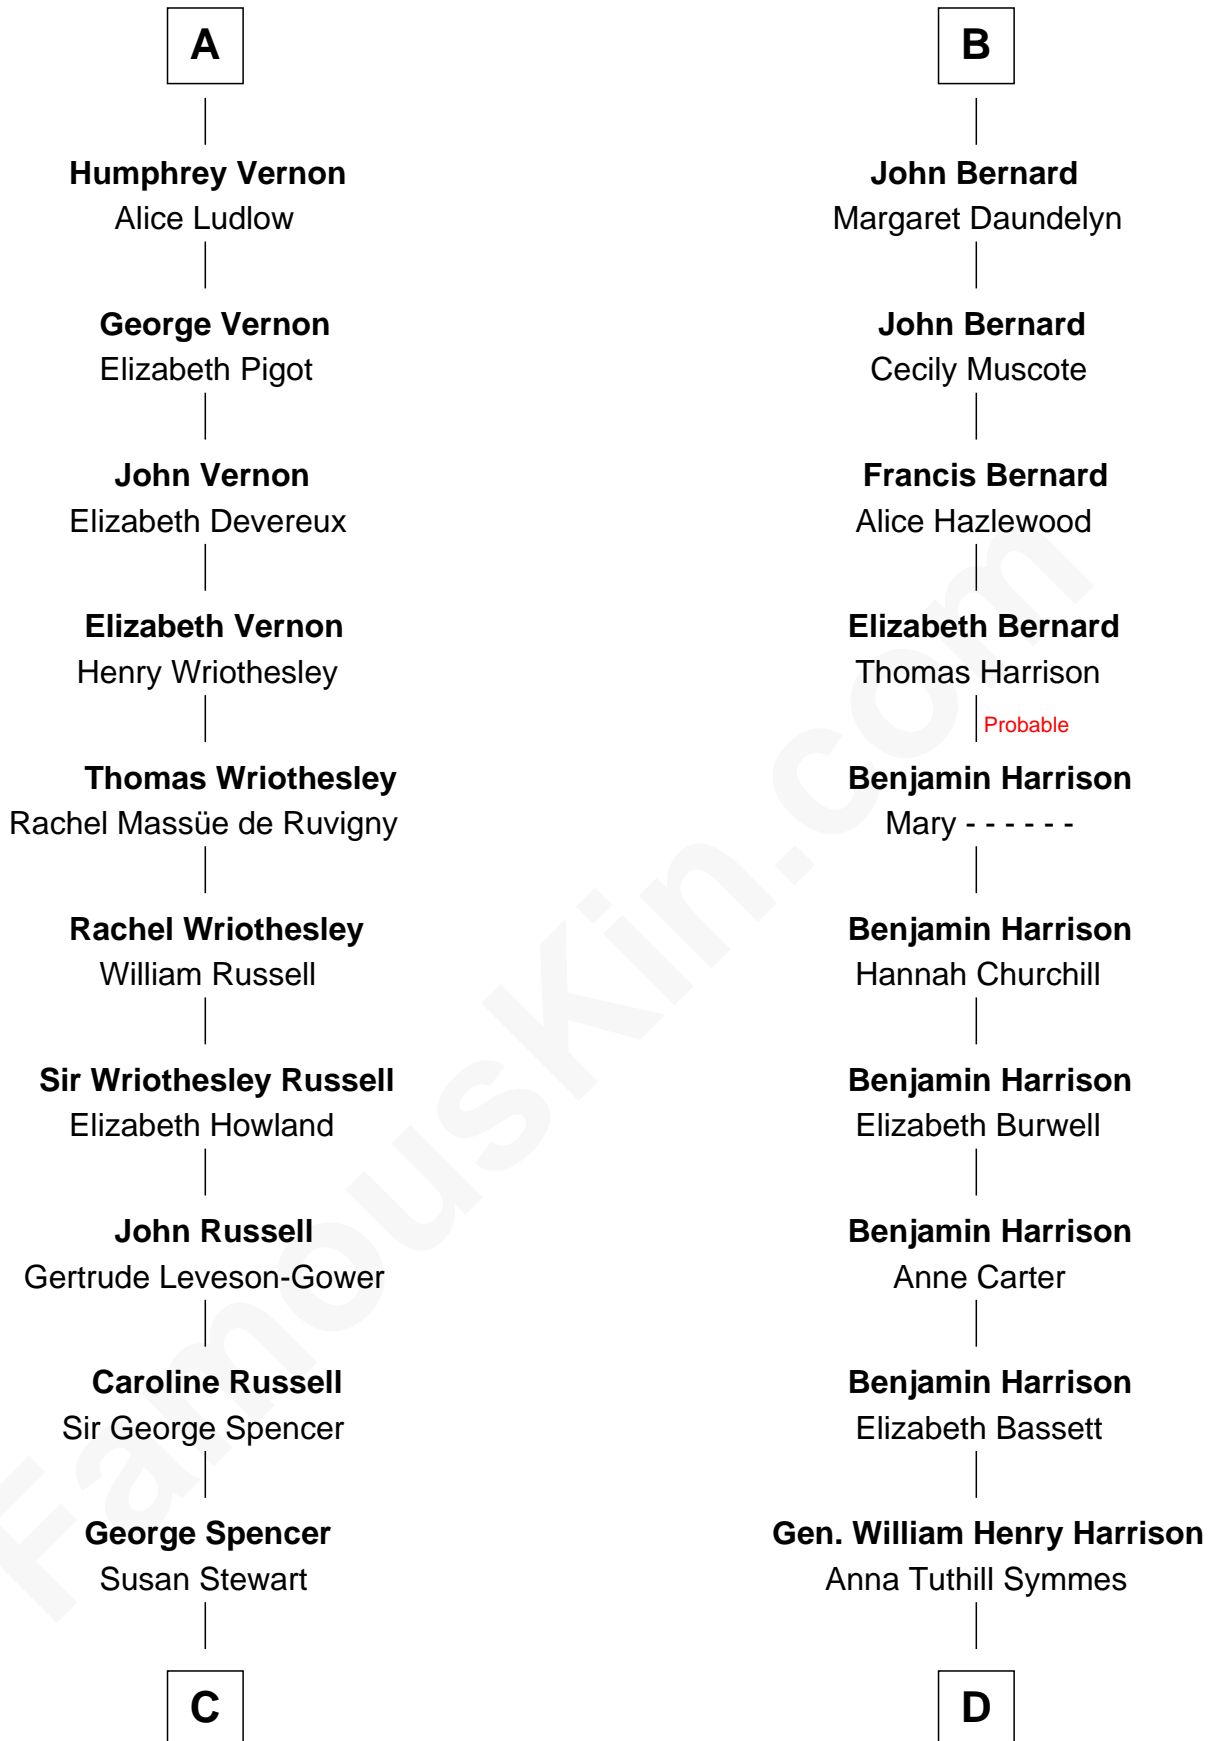 A
Humphrey Vernon
Alice Ludlow
George Vernon
Elizabeth Pigot
John Vernon
Elizabeth Devereux
Elizabeth Vernon
Henry Wriothesley
Thomas Wriothesley
Rachel Massüe de Ruvigny
Rachel Wriothesley
William Russell
Sir Wriothesley Russell
Elizabeth Howland
John Russell
Gertrude Leveson-Gower
Caroline Russell
Sir George Spencer
George Spencer
Susan Stewart
C
B
John Bernard
Margaret Daundelyn
John Bernard
Cecily Muscote
Francis Bernard
Alice Hazlewood
Elizabeth Bernard
Thomas Harrison
Probable
Benjamin Harrison
Mary - - - - - -
Benjamin Harrison
Hannah Churchill
Benjamin Harrison
Elizabeth Burwell
Benjamin Harrison
Anne Carter
Benjamin Harrison
Elizabeth Bassett
Gen. William Henry Harrison
Anna Tuthill Symmes
D
FamousKin.com